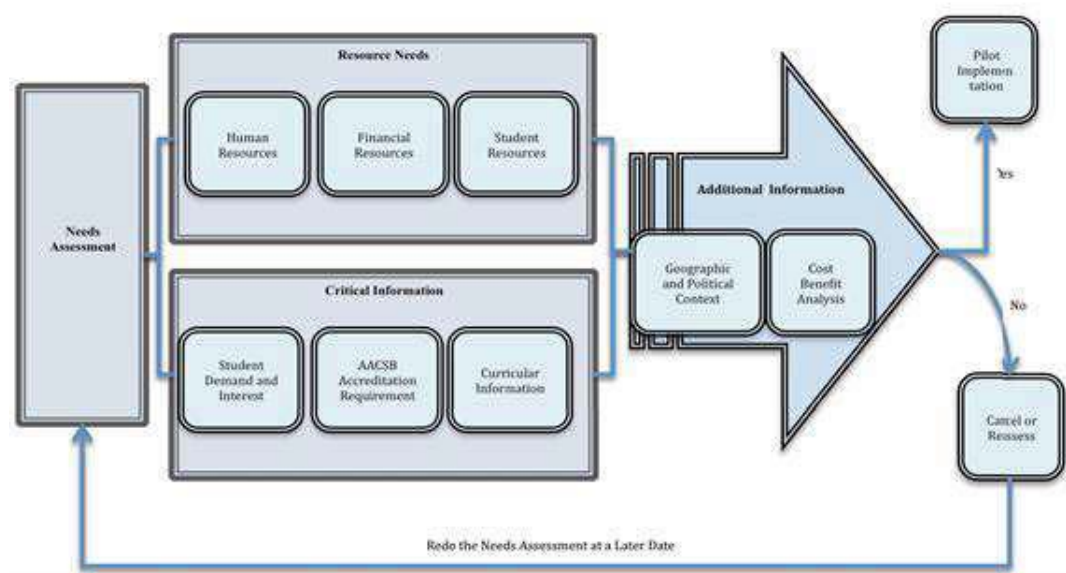 Needs
Assessment
Resource Needs
Human
Resources
Financial
Resources
Student
Resources
Critical Information
Student
Demand and
Interest
AACSB
Accreditation
Requirement
Curricular
Information
Additional Information
Geographic
and Political
Context
Cost
Benefit
Analysis
Yes
Pilot
Implemen
tation
No
Cancel or
Reassess
Redo the Needs Assessment at a Later Date